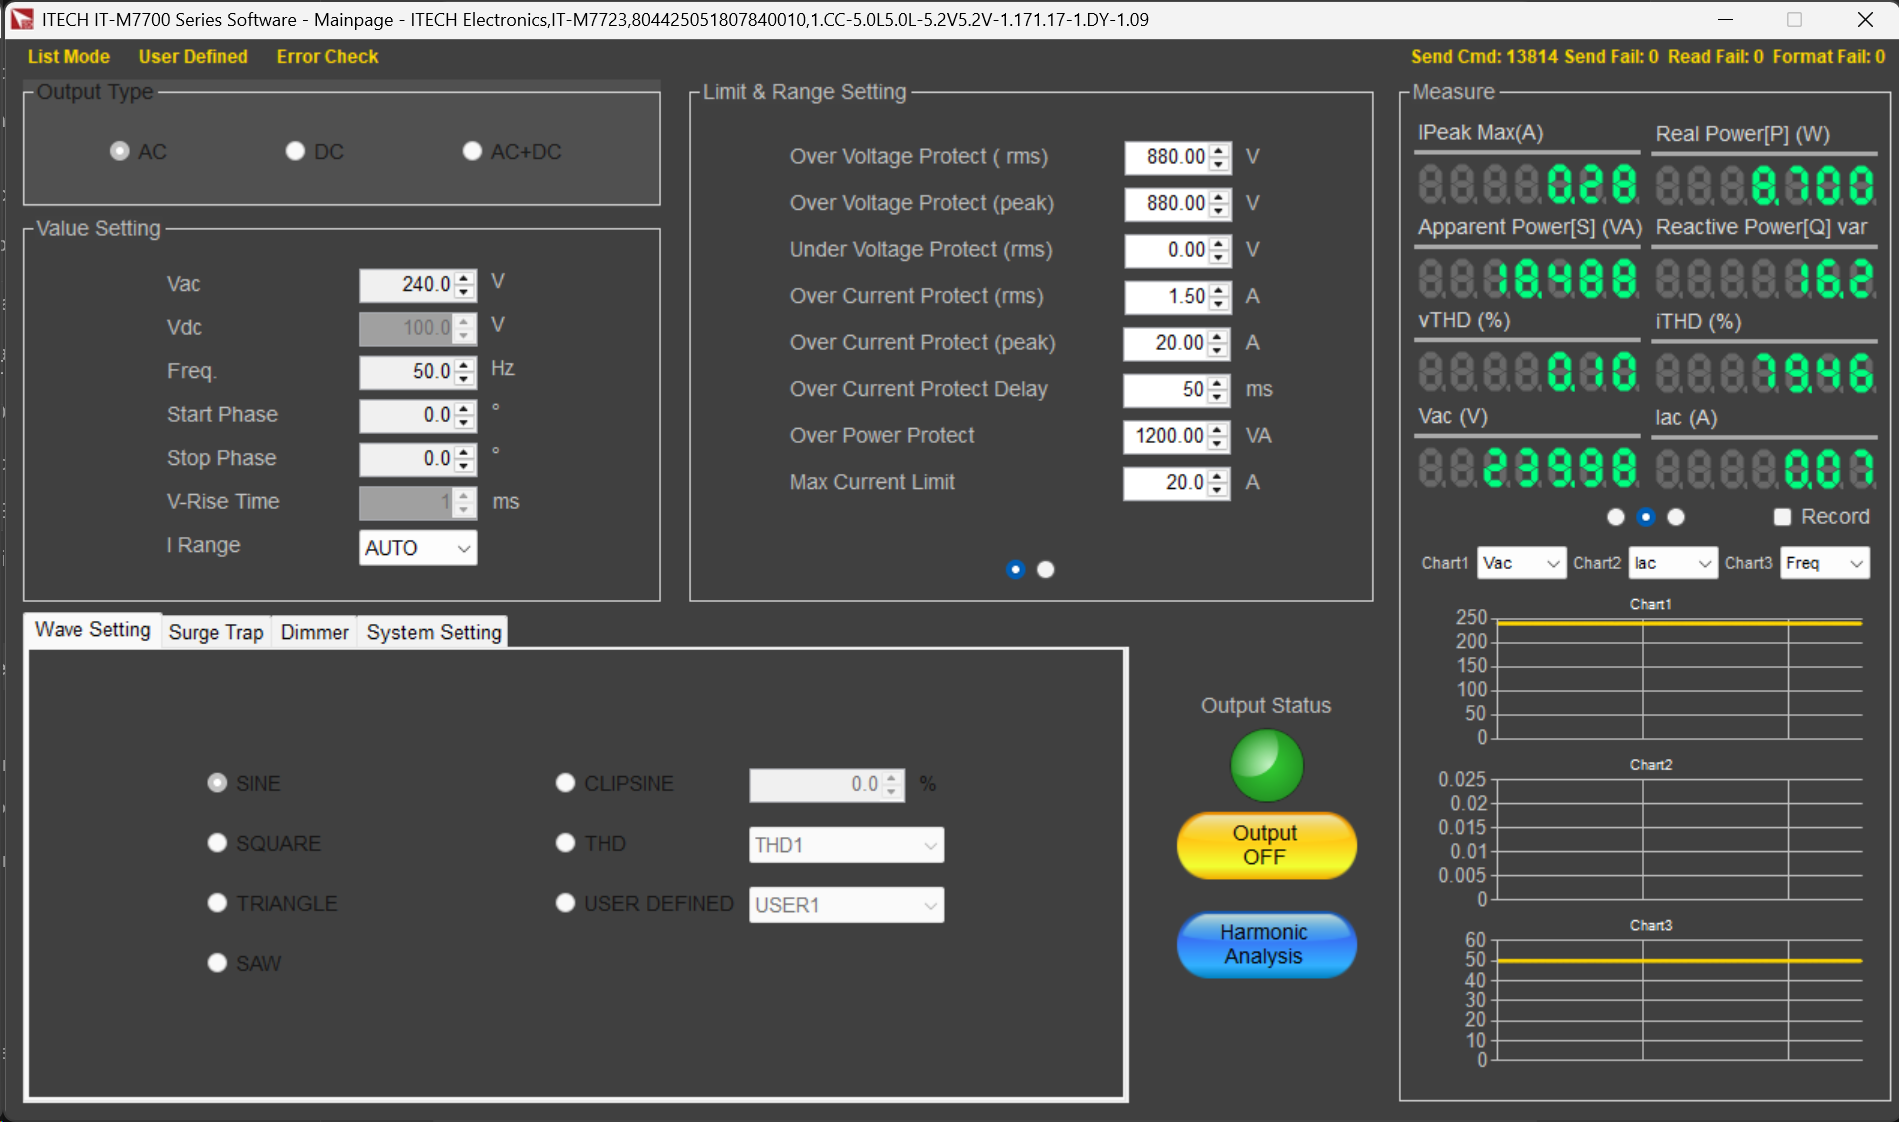 ITECH IT-M7700 Series Software - Mainpage - ITECH Electronics,IT-M7723,804425051807840010,1.CC-5.0L5.0L-5.2V5.2V-1.171.17-1.DY-1.09
List Mode User Defined Error Check
Send Cmd: 13814 Send Fail: 0 Read Fail: 0 Format Fail: 0
Output Type
AC DC AC+DC
Value Setting
Vac 240.0 V
Vdc 100.0 V
Freq. 50.0 Hz
Start Phase 0.0 °
Stop Phase 0.0 °
V-Rise Time 1 ms
I Range AUTO
Limit & Range Setting
Over Voltage Protect ( rms) 880.00 V
Over Voltage Protect (peak) 880.00 V
Under Voltage Protect (rms) 0.00 V
Over Current Protect (rms) 1.50 A
Over Current Protect (peak) 20.00 A
Over Current Protect Delay 50 ms
Over Power Protect 1200.00 VA
Max Current Limit 20.0 A
Wave Setting Surge Trap Dimmer System Setting
SINE CLIPSINE 0.0 %
SQUARE THD THD1
TRIANGLE USER DEFINED USER1
SAW
Output Status
Output
OFF
Harmonic
Analysis
Measure
IPeak Max(A) Real Power[P] (W)
0.28 8.700
Apparent Power[S] (VA) Reactive Power[Q] var
18.488 16.2
vTHD (%) iTHD (%)
0.10 79.46
Vac (V) Iac (A)
239.98 0.07
Record
Chart1 Vac Chart2 Iac Chart3 Freq
Chart1
250
200
150
100
50
0
Chart2
0.025
0.02
0.015
0.01
0.005
0
Chart3
60
50
40
30
20
10
0